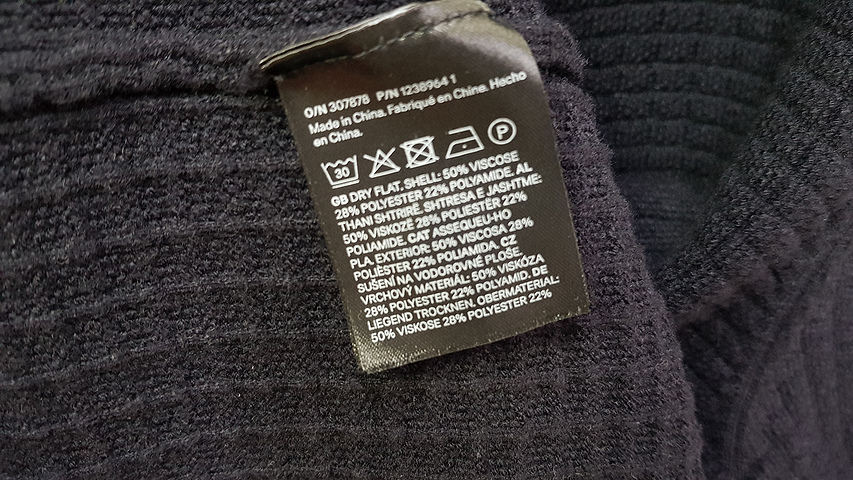 O/N 307878 P/N 1238964 1
Made in China. Fabriqué en China. Hecho
en China.
30 P
GB DRY FLAT. SHELL: 50% VISCOSE
28% POLYESTER 22% POLYAMIDE. AL
THANI SHTRIRË. SHTRESA E JASHTME:
50% VISKOZË 28% POLIESTËR 22%
POLIAMIDE. CAT ASSEQUEU-HO
PLA. EXTERIOR: 50% VISCOSA 28%
POLIÈSTER 22% POLIAMIDA. CZ
SUŠENÍ NA VODOROVNÉ PLOŠE.
VRCHOVÝ MATERIÁL: 50% VISKÓZA
28% POLYESTER 22% POLYAMID. DE
LIEGEND TROCKNEN. OBERMATERIAL:
50% VISKOSE 28% POLYESTER 22%